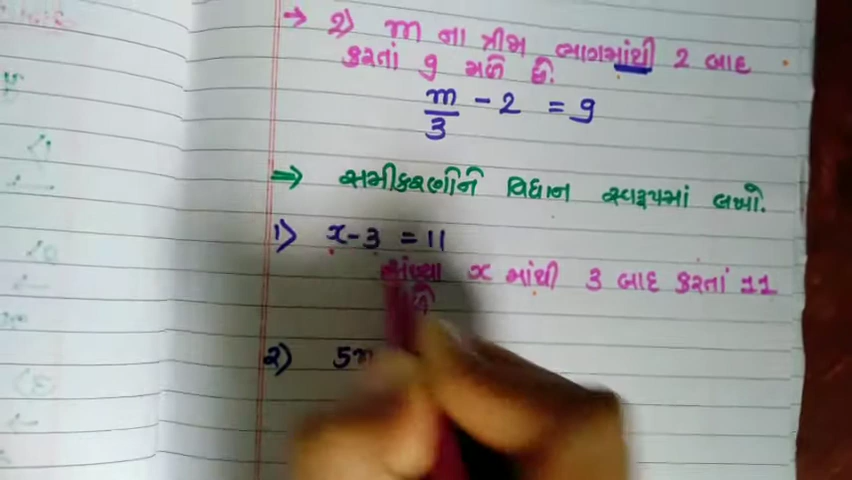 → 2) m ના ત્રીજા ભાગમાંથી 2 બાદ
કરતાં 9 મળે છે.
m/3 - 2 = 9
⇒ સમીકરણોને વિધાન સ્વરૂપમાં લખો.
1) x-3 = 11
સંખ્યા x માંથી 3 બાદ કરતાં 11
2) 5